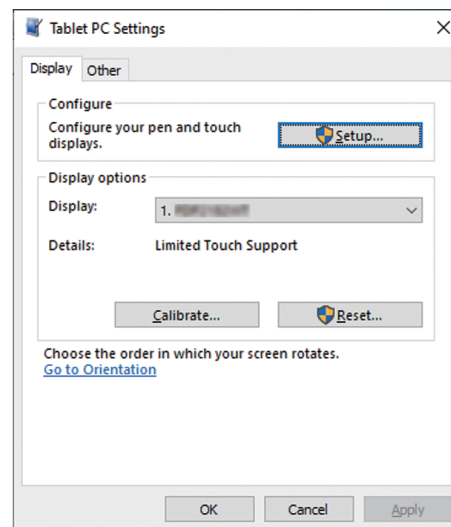 Tablet PC Settings
Display
Other
Configure
Configure your pen and touch
displays.
Setup...
Display options
Display:
1.
Details:
Limited Touch Support
Calibrate...
Reset...
Choose the order in which your screen rotates.
Go to Orientation
OK
Cancel
Apply